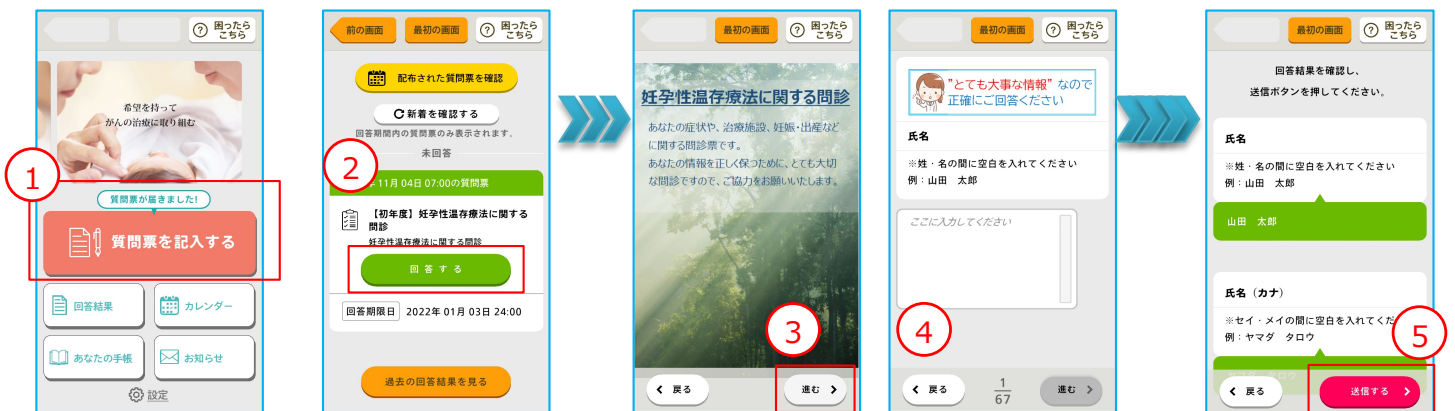 困ったら
こちら
希望を持って
がんの治療に取り組む
1
質問票が届きました!
質問票を記入する
回答結果
カレンダー
あなたの手帳
お知らせ
設定
前の画面
最初の画面
困ったら
こちら
配布された質問票を確認
新着を確認する
回答期間内の質問票のみ表示されます。
未回答
2
11月 04日 07:00の質問票
【初年度】妊孕性温存療法に関する
問診
妊孕性温存療法に関する問診
回答する
回答期限日 2022年 01月 03日 24:00
過去の回答結果を見る
最初の画面
困ったら
こちら
妊孕性温存療法に関する問診
あなたの症状や、治療施設、妊娠・出産など
に関する問診票です。
あなたの情報を正しく保つために、とても大切
な問診ですので、ご協力をお願いいたします。
3
戻る
進む
最初の画面
困ったら
こちら
"とても大事な情報" なので
正確にご回答ください
氏名
※姓・名の間に空白を入れてください
例：山田 太郎
ここに入力してください
4
戻る
1
67
進む
最初の画面
困ったら
こちら
回答結果を確認し、
送信ボタンを押してください。
氏名
※姓・名の間に空白を入れてください
例：山田 太郎
山田 太郎
氏名（カナ）
※セイ・メイの間に空白を入れてくだ
例：ヤマダ タロウ
5
戻る
送信する